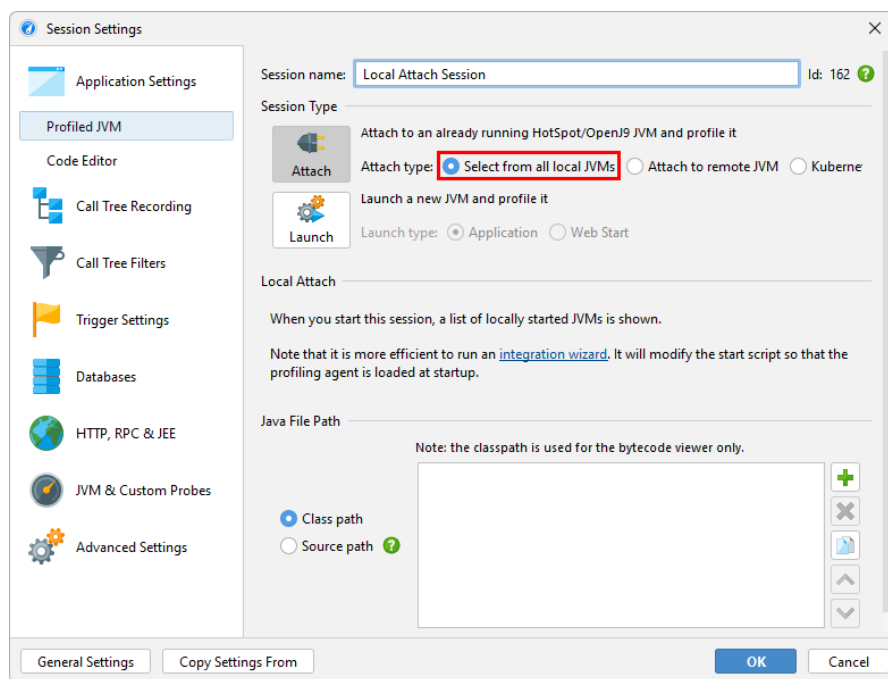 Session Settings
Application Settings
Profiled JVM
Code Editor
Call Tree Recording
Call Tree Filters
Trigger Settings
Databases
HTTP, RPC & JEE
JVM & Custom Probes
Advanced Settings
Session name: Local Attach Session Id: 162
Session Type
Attach
Attach to an already running HotSpot/OpenJ9 JVM and profile it
Attach type: Select from all local JVMs Attach to remote JVM Kuberne
Launch
Launch a new JVM and profile it
Launch type: Application Web Start
Local Attach
When you start this session, a list of locally started JVMs is shown.
Note that it is more efficient to run an integration wizard. It will modify the start script so that the
profiling agent is loaded at startup.
Java File Path
Note: the classpath is used for the bytecode viewer only.
Class path
Source path
General Settings Copy Settings From OK Cancel